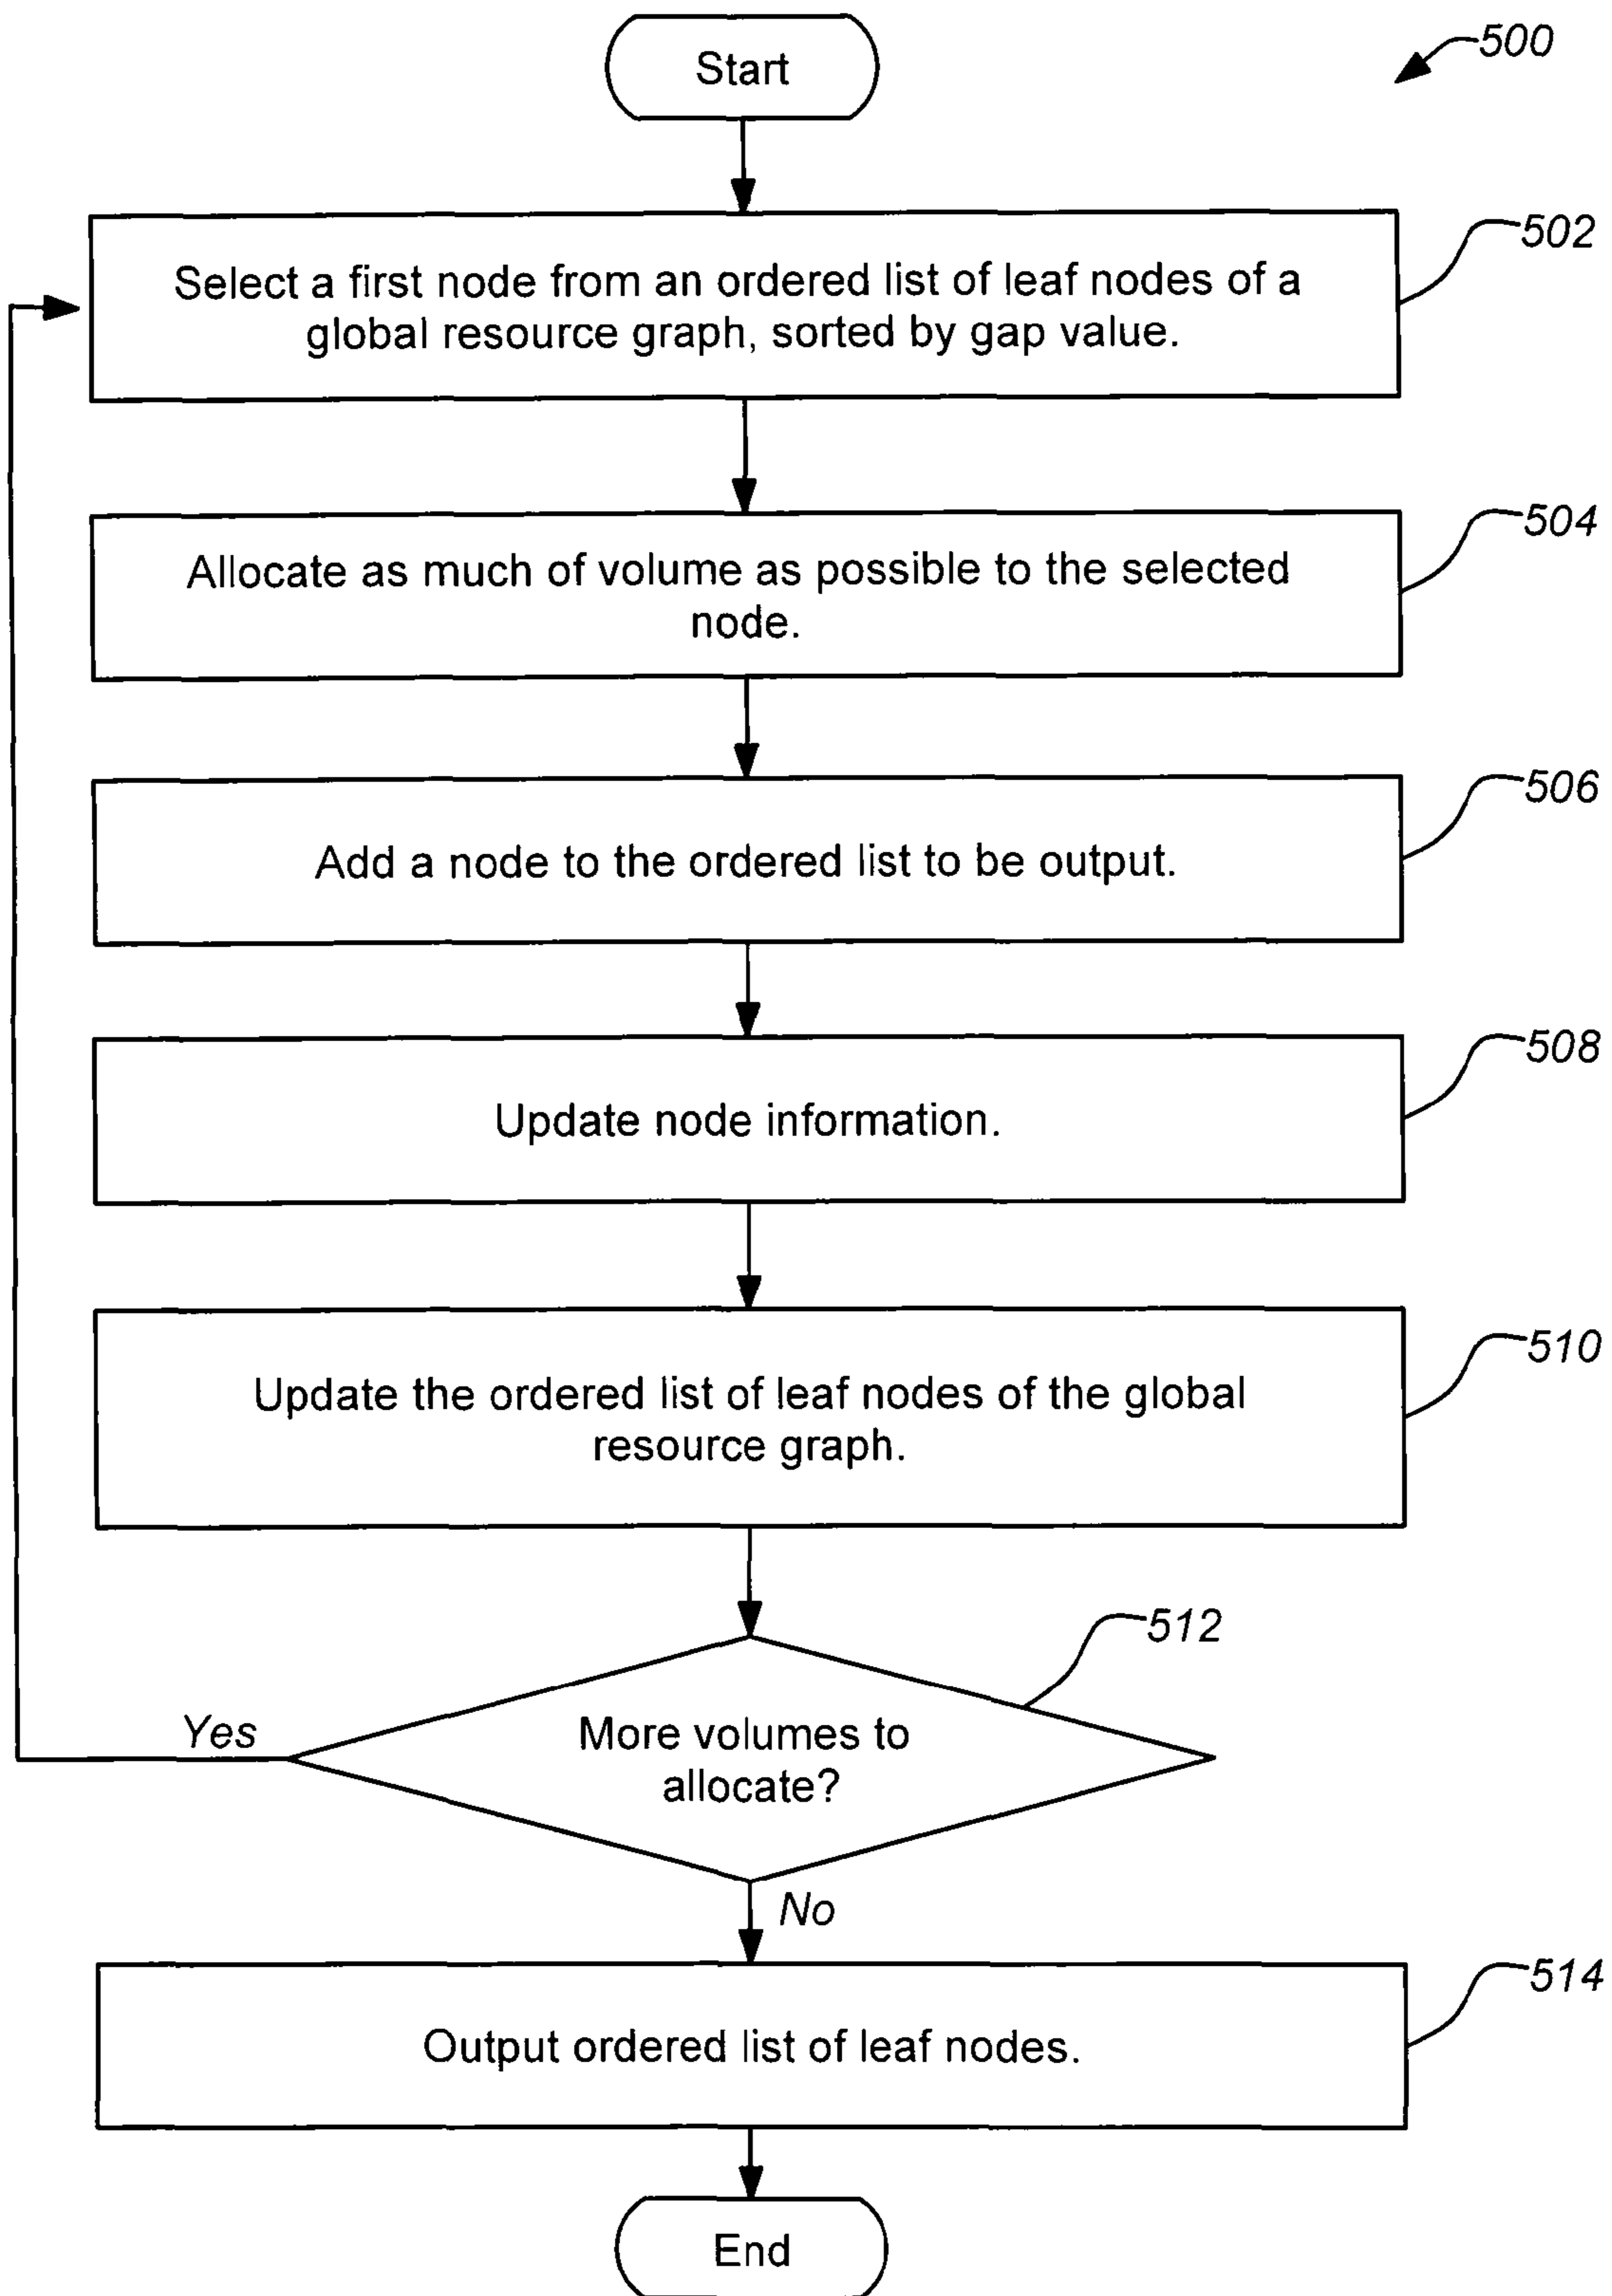 Start
500
502
Select a first node from an ordered list of leaf nodes of a
global resource graph, sorted by gap value.
504
Allocate as much of volume as possible to the selected
node.
506
Add a node to the ordered list to be output.
508
Update node information.
510
Update the ordered list of leaf nodes of the global
resource graph.
512
Yes
More volumes to
allocate?
No
514
Output ordered list of leaf nodes.
End